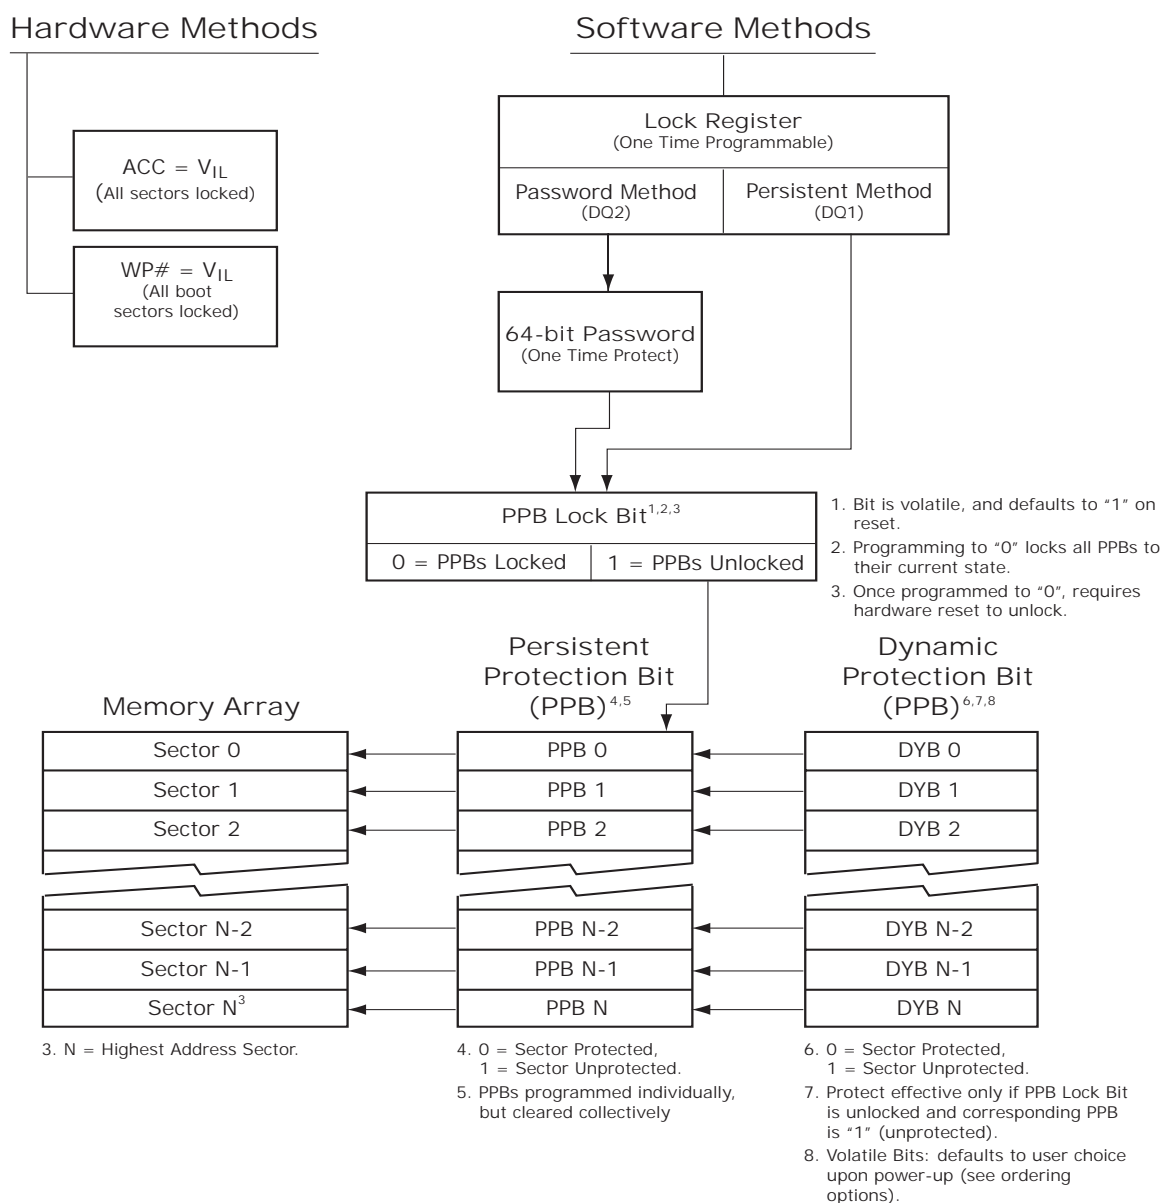 Hardware Methods
Software Methods
ACC = VIL
(All sectors locked)
WP# = VIL
(All boot
sectors locked)
Lock Register
(One Time Programmable)
Password Method
(DQ2)
Persistent Method
(DQ1)
64-bit Password
(One Time Protect)
PPB Lock Bit1,2,3
0 = PPBs Locked
1 = PPBs Unlocked
1. Bit is volatile, and defaults to “1” on
reset.
2. Programming to “0” locks all PPBs to
their current state.
3. Once programmed to “0”, requires
hardware reset to unlock.
Memory Array
Persistent
Protection Bit
(PPB)4,5
Dynamic
Protection Bit
(PPB)6,7,8
Sector 0
PPB 0
DYB 0
Sector 1
PPB 1
DYB 1
Sector 2
PPB 2
DYB 2
Sector N-2
PPB N-2
DYB N-2
Sector N-1
PPB N-1
DYB N-1
Sector N3
PPB N
DYB N
3. N = Highest Address Sector.
4. 0 = Sector Protected,
1 = Sector Unprotected.
5. PPBs programmed individually,
but cleared collectively
6. 0 = Sector Protected,
1 = Sector Unprotected.
7. Protect effective only if PPB Lock Bit
is unlocked and corresponding PPB
is “1” (unprotected).
8. Volatile Bits: defaults to user choice
upon power-up (see ordering
options).